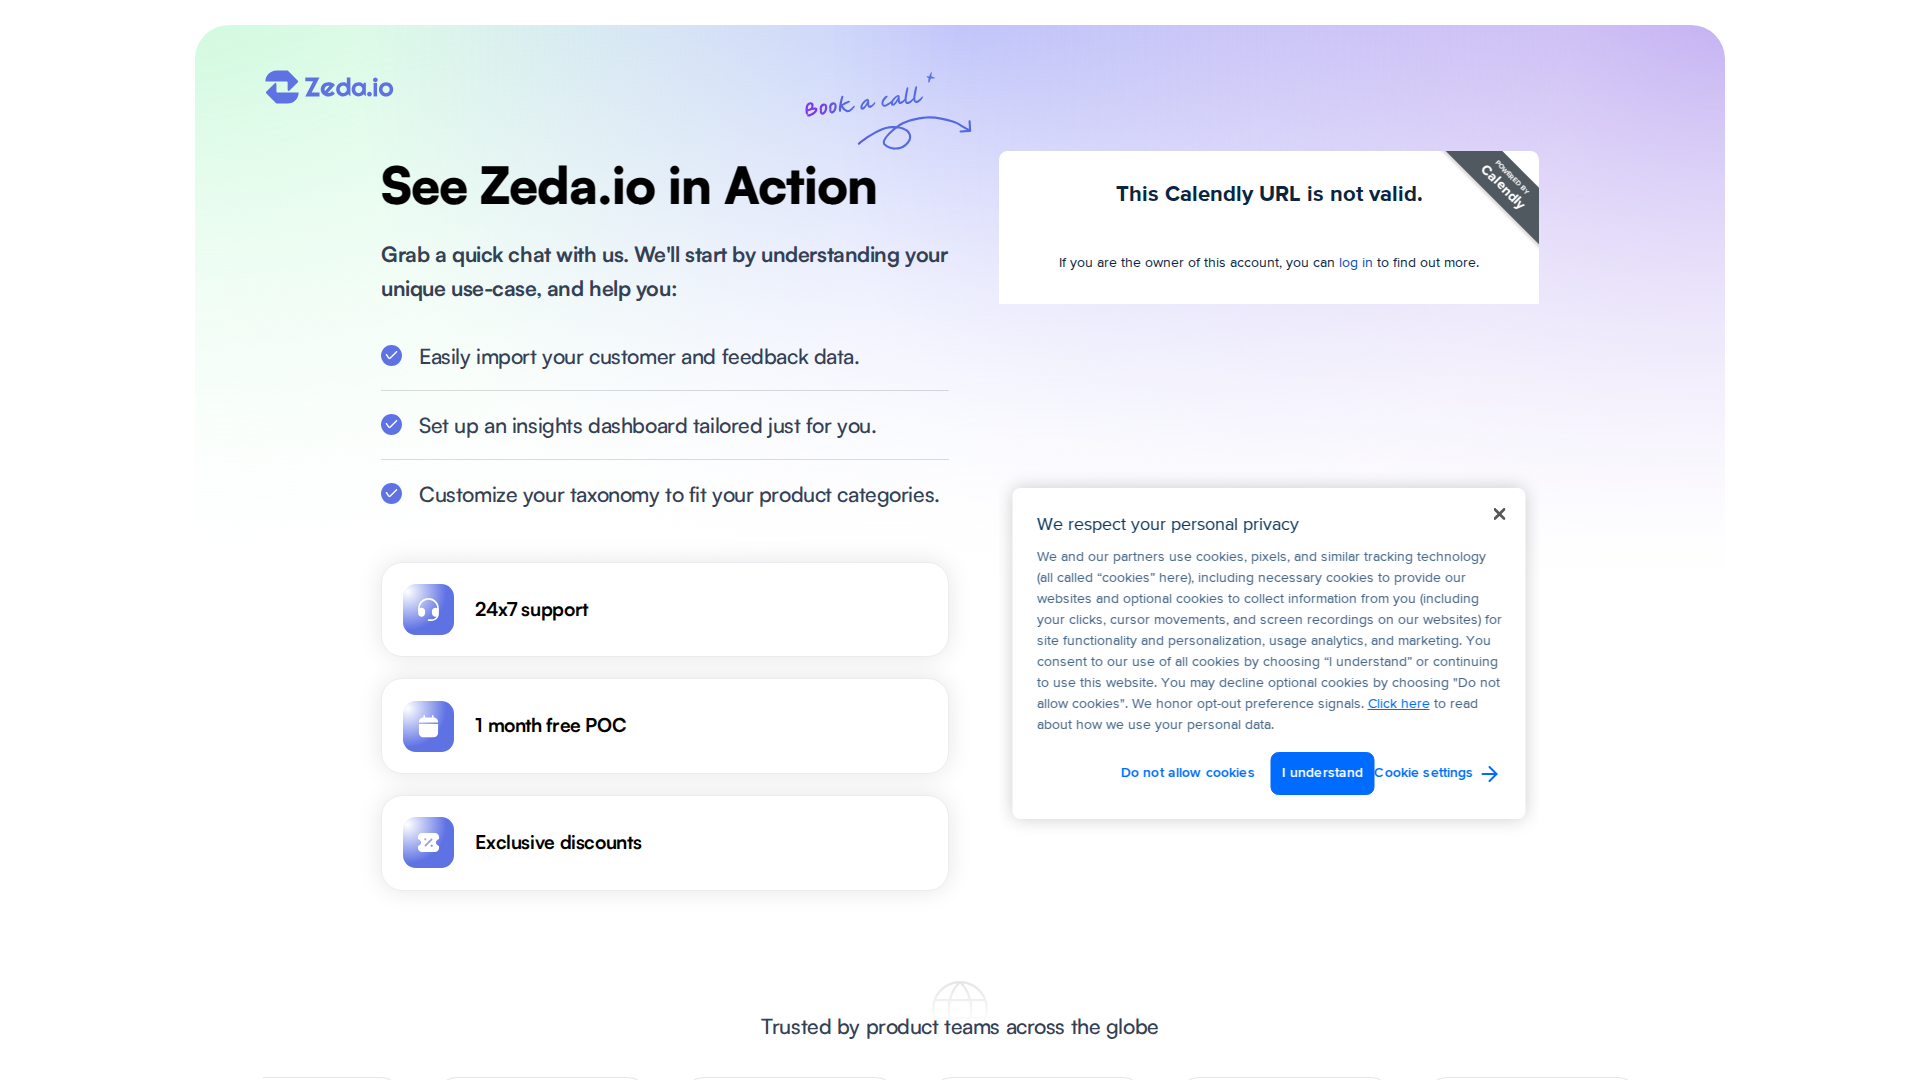 Zeda.io
Book a call
See Zeda.io in Action
Grab a quick chat with us. We'll start by understanding your
unique use-case, and help you:
Easily import your customer and feedback data.
Set up an insights dashboard tailored just for you.
Customize your taxonomy to fit your product categories.
24x7 support
1 month free POC
Exclusive discounts
This Calendly URL is not valid.
POWERED BY
Calendly
If you are the owner of this account, you can log in to find out more.
We respect your personal privacy
We and our partners use cookies, pixels, and similar tracking technology
(all called “cookies” here), including necessary cookies to provide our
websites and optional cookies to collect information from you (including
your clicks, cursor movements, and screen recordings on our websites) for
site functionality and personalization, usage analytics, and marketing. You
consent to our use of all cookies by choosing “I understand” or continuing
to use this website. You may decline optional cookies by choosing "Do not
allow cookies". We honor opt-out preference signals. Click here to read
about how we use your personal data.
Do not allow cookies
I understand
Cookie settings
Trusted by product teams across the globe